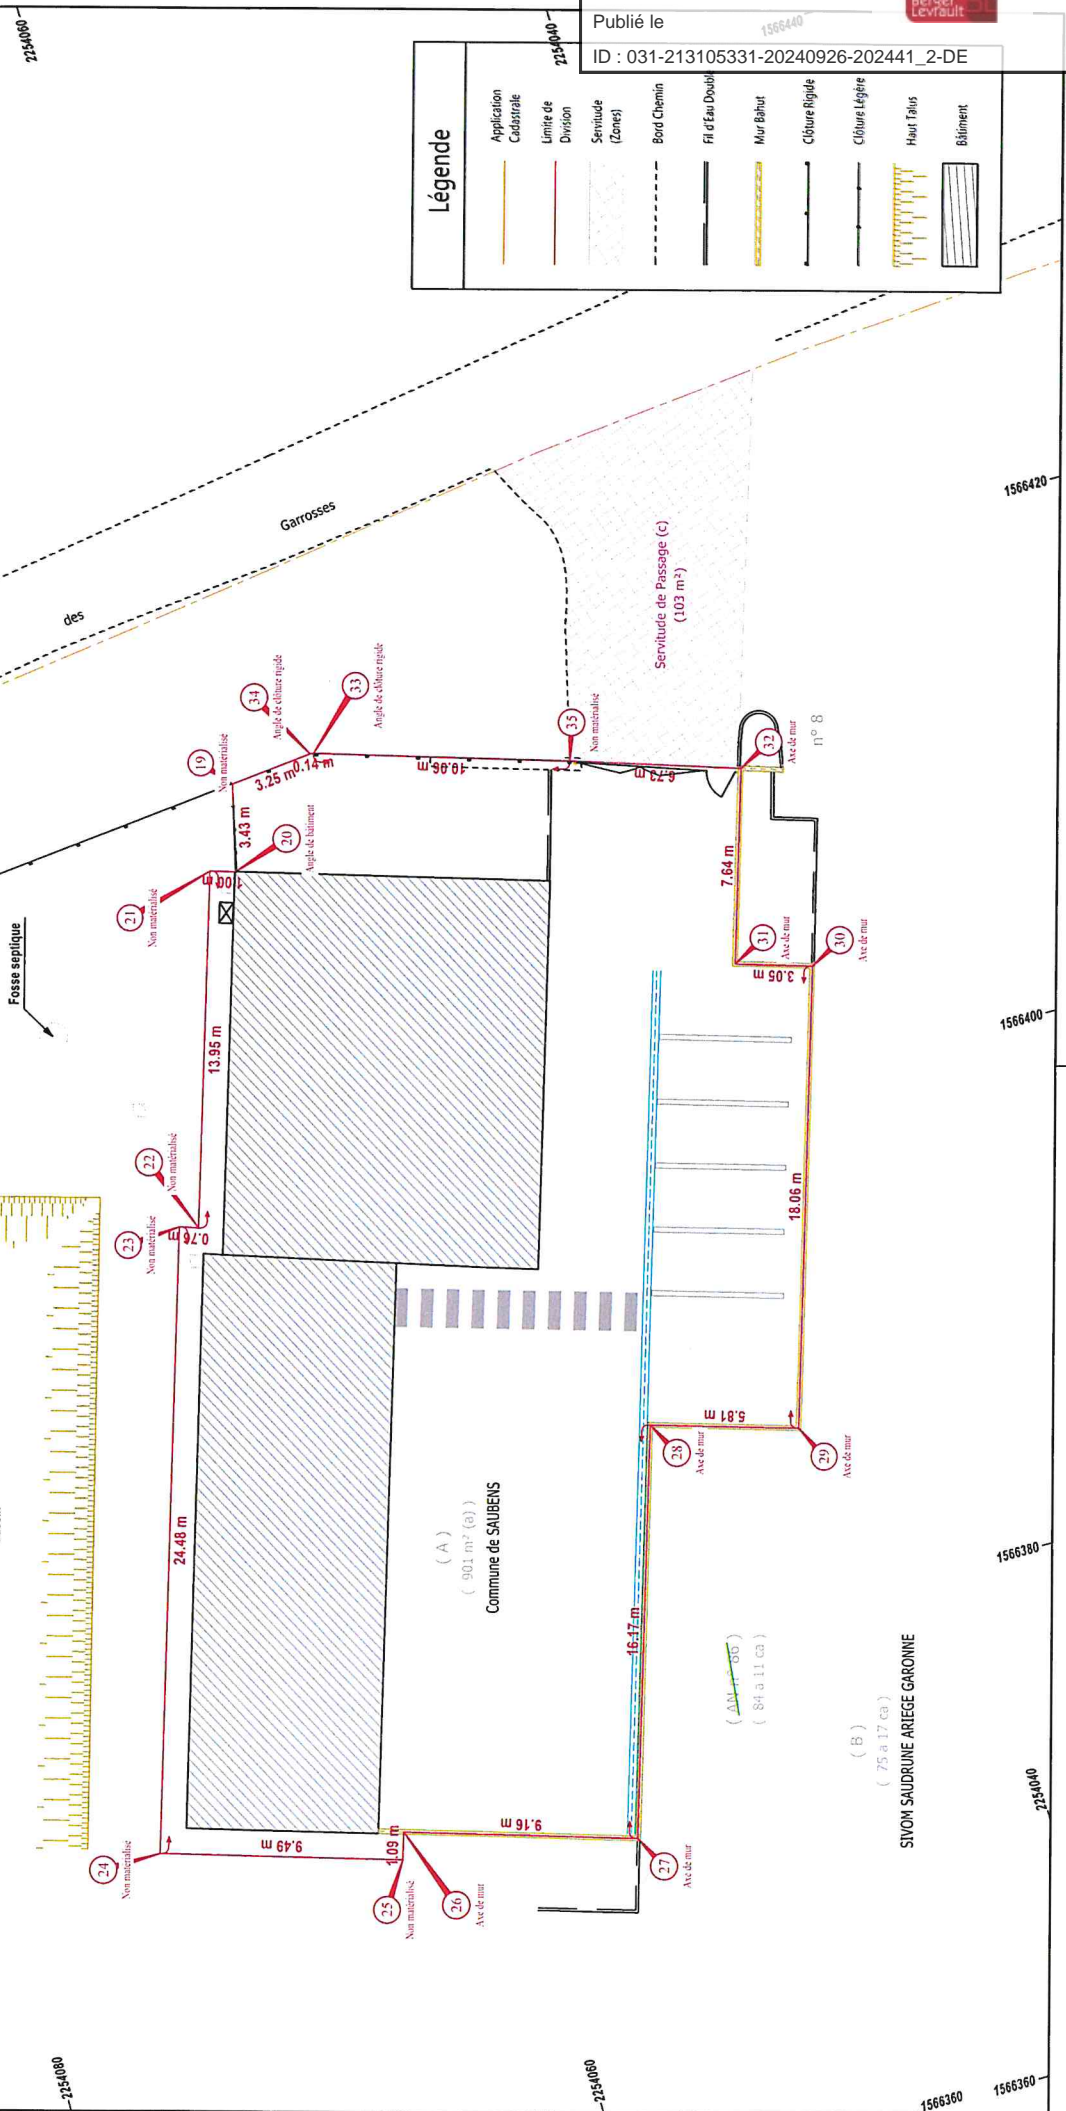 Publié le
ID : 031-213105331-20240926-202441_2-DE
Berger
Levrault
Légende
Application
Cadastrale
Limite de
Division
Servitude
(Zones)
Bord Chemin
Fil d'Eau Double
Mur Bahut
Clôture Rigide
Clôture Légère
Haut Talus
Bâtiment
2254060
2254040
1566440
1566420
1566400
1566380
1566360
1566360
2254040
2254060
2254080
des
Garrosses
Fosse septique
Servitude de Passage (c)
(103 m²)
n° 8
19
Non matérialisé
34
Angle de clôture rigide
33
Angle de clôture rigide
3.25 m
0.14 m
3.43 m
20
Angle de bâtiment
10.06 m
35
Non matérialisé
6.73 m
32
Axe de mur
7.64 m
31
Axe de mur
3.05 m
30
Axe de mur
21
Non matérialisé
1.00 m
13.95 m
22
Non matérialisé
23
Non matérialisé
0.76 m
18.06 m
24.48 m
5.81 m
28
Axe de mur
29
Axe de mur
( A )
( 901 m² (a) )
Commune de SAUBENS
16.17 m
( AN n° 86 )
( 84 a 11 ca )
( B )
( 75 a 17 ca )
SIVOM SAUDRUNE ARIEGE GARONNE
24
Non matérialisé
9.49 m
1.09 m
25
Non matérialisé
26
Axe de mur
9.16 m
27
Axe de mur